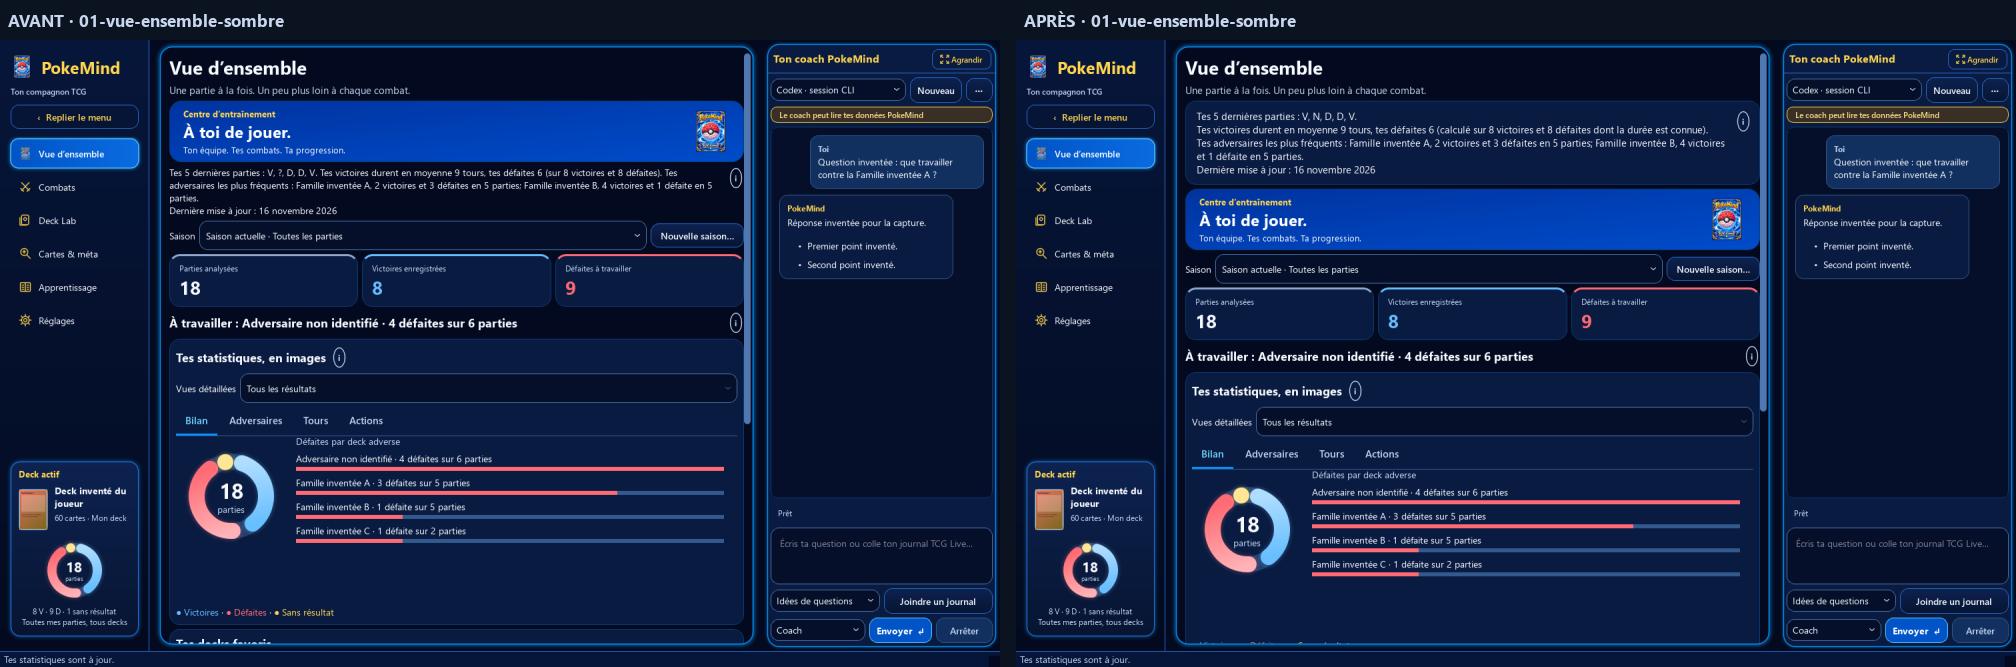 AVANT · 01-vue-ensemble-sombre
PokeMind
Ton compagnon TCG
‹ Replier le menu
Vue d’ensemble
Combats
Deck Lab
Cartes & méta
Apprentissage
Réglages
Deck actif
Deck inventé du
joueur
60 cartes · Mon deck
18
parties
8 V · 9 D · 1 sans résultat
Toutes mes parties, tous decks
Vue d’ensemble
Une partie à la fois. Un peu plus loin à chaque combat.
Centre d’entraînement
À toi de jouer.
Ton équipe. Tes combats. Ta progression.
Tes 5 dernières parties : V, ?, D, D, V. Tes victoires durent en moyenne 9 tours, tes défaites 6 (sur 8 victoires et 8 défaites). Tes
adversaires les plus fréquents : Famille inventée A, 2 victoires et 3 défaites en 5 parties; Famille inventée B, 4 victoires et 1 défaite en 5
parties.
Dernière mise à jour : 16 novembre 2026
i
Saison
Saison actuelle · Toutes les parties
Nouvelle saison...
Parties analysées
18
Victoires enregistrées
8
Défaites à travailler
9
À travailler : Adversaire non identifié · 4 défaites sur 6 parties
i
Tes statistiques, en images
i
Vues détaillées
Tous les résultats
Bilan
Adversaires
Tours
Actions
Défaites par deck adverse
18
parties
Adversaire non identifié · 4 défaites sur 6 parties
Famille inventée A · 3 défaites sur 5 parties
Famille inventée B · 1 défaite sur 5 parties
Famille inventée C · 1 défaite sur 2 parties
● Victoires · ● Défaites · ● Sans résultat
Tes decks favoris
Ton coach PokeMind
Agrandir
Codex · session CLI
Nouveau
...
Le coach peut lire tes données PokeMind
Toi
Question inventée : que travailler
contre la Famille inventée A ?
PokeMind
Réponse inventée pour la capture.
• Premier point inventé.
• Second point inventé.
Prêt
Écris ta question ou colle ton journal TCG Live...
Idées de questions
Joindre un journal
Coach
Envoyer ↲
Arrêter
Tes statistiques sont à jour.
APRÈS · 01-vue-ensemble-sombre
PokeMind
Ton compagnon TCG
‹ Replier le menu
Vue d’ensemble
Combats
Deck Lab
Cartes & méta
Apprentissage
Réglages
Deck actif
Deck inventé du
joueur
60 cartes · Mon deck
18
parties
8 V · 9 D · 1 sans résultat
Toutes mes parties, tous decks
Vue d’ensemble
Une partie à la fois. Un peu plus loin à chaque combat.
Tes 5 dernières parties : V, N, D, D, V.
Tes victoires durent en moyenne 9 tours, tes défaites 6 (calculé sur 8 victoires et 8 défaites dont la durée est connue).
Tes adversaires les plus fréquents : Famille inventée A, 2 victoires et 3 défaites en 5 parties; Famille inventée B, 4 victoires
et 1 défaite en 5 parties.
Dernière mise à jour : 16 novembre 2026
i
Centre d’entraînement
À toi de jouer.
Ton équipe. Tes combats. Ta progression.
Saison
Saison actuelle · Toutes les parties
Nouvelle saison...
Parties analysées
18
Victoires enregistrées
8
Défaites à travailler
9
À travailler : Adversaire non identifié · 4 défaites sur 6 parties
i
Tes statistiques, en images
i
Vues détaillées
Tous les résultats
Bilan
Adversaires
Tours
Actions
Défaites par deck adverse
18
parties
Adversaire non identifié · 4 défaites sur 6 parties
Famille inventée A · 3 défaites sur 5 parties
Famille inventée B · 1 défaite sur 5 parties
Famille inventée C · 1 défaite sur 2 parties
Ton coach PokeMind
Agrandir
Codex · session CLI
Nouveau
...
Le coach peut lire tes données PokeMind
Toi
Question inventée : que travailler
contre la Famille inventée A ?
PokeMind
Réponse inventée pour la capture.
• Premier point inventé.
• Second point inventé.
Prêt
Écris ta question ou colle ton journal TCG Live...
Idées de questions
Joindre un journal
Coach
Envoyer ↲
Arrêter
Tes statistiques sont à jour.